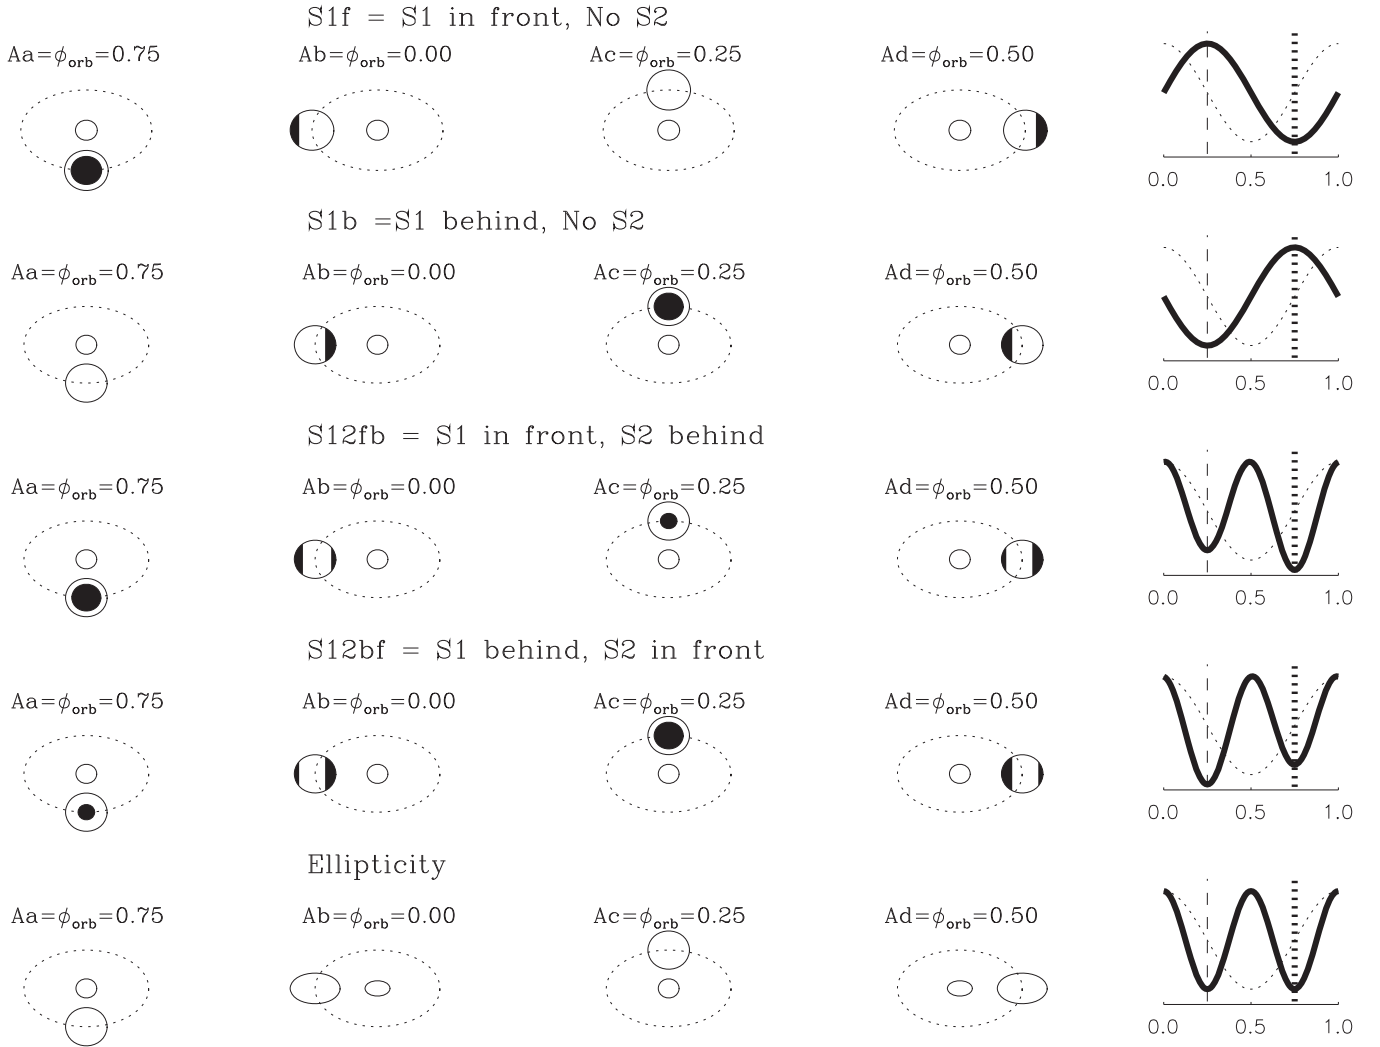 S1f = S1 in front, No S2
Aa=ϕorb=0.75 Ab=ϕorb=0.00 Ac=ϕorb=0.25 Ad=ϕorb=0.50
0.0 0.5 1.0
S1b =S1 behind, No S2
Aa=ϕorb=0.75 Ab=ϕorb=0.00 Ac=ϕorb=0.25 Ad=ϕorb=0.50
0.0 0.5 1.0
S12fb = S1 in front, S2 behind
Aa=ϕorb=0.75 Ab=ϕorb=0.00 Ac=ϕorb=0.25 Ad=ϕorb=0.50
0.0 0.5 1.0
S12bf = S1 behind, S2 in front
Aa=ϕorb=0.75 Ab=ϕorb=0.00 Ac=ϕorb=0.25 Ad=ϕorb=0.50
0.0 0.5 1.0
Ellipticity
Aa=ϕorb=0.75 Ab=ϕorb=0.00 Ac=ϕorb=0.25 Ad=ϕorb=0.50
0.0 0.5 1.0